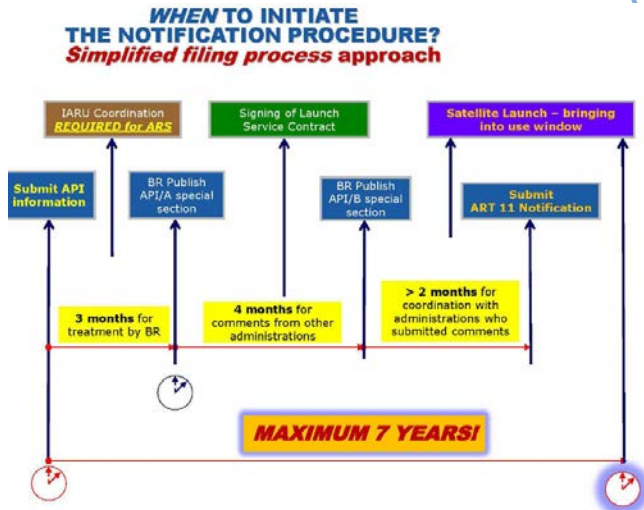 WHEN TO INITIATE
THE NOTIFICATION PROCEDURE?
Simplified filing process approach
IARU Coordination
REQUIRED for ARS
Signing of Launch
Service Contract
Satellite Launch – bringing
into use window
Submit API
information
BR Publish
API/A special
section
BR Publish
API/B special
section
Submit
ART 11 Notification
3 months for
treatment by BR
4 months for
comments from other
administrations
> 2 months for
coordination with
administrations who
submitted comments
MAXIMUM 7 YEARS!